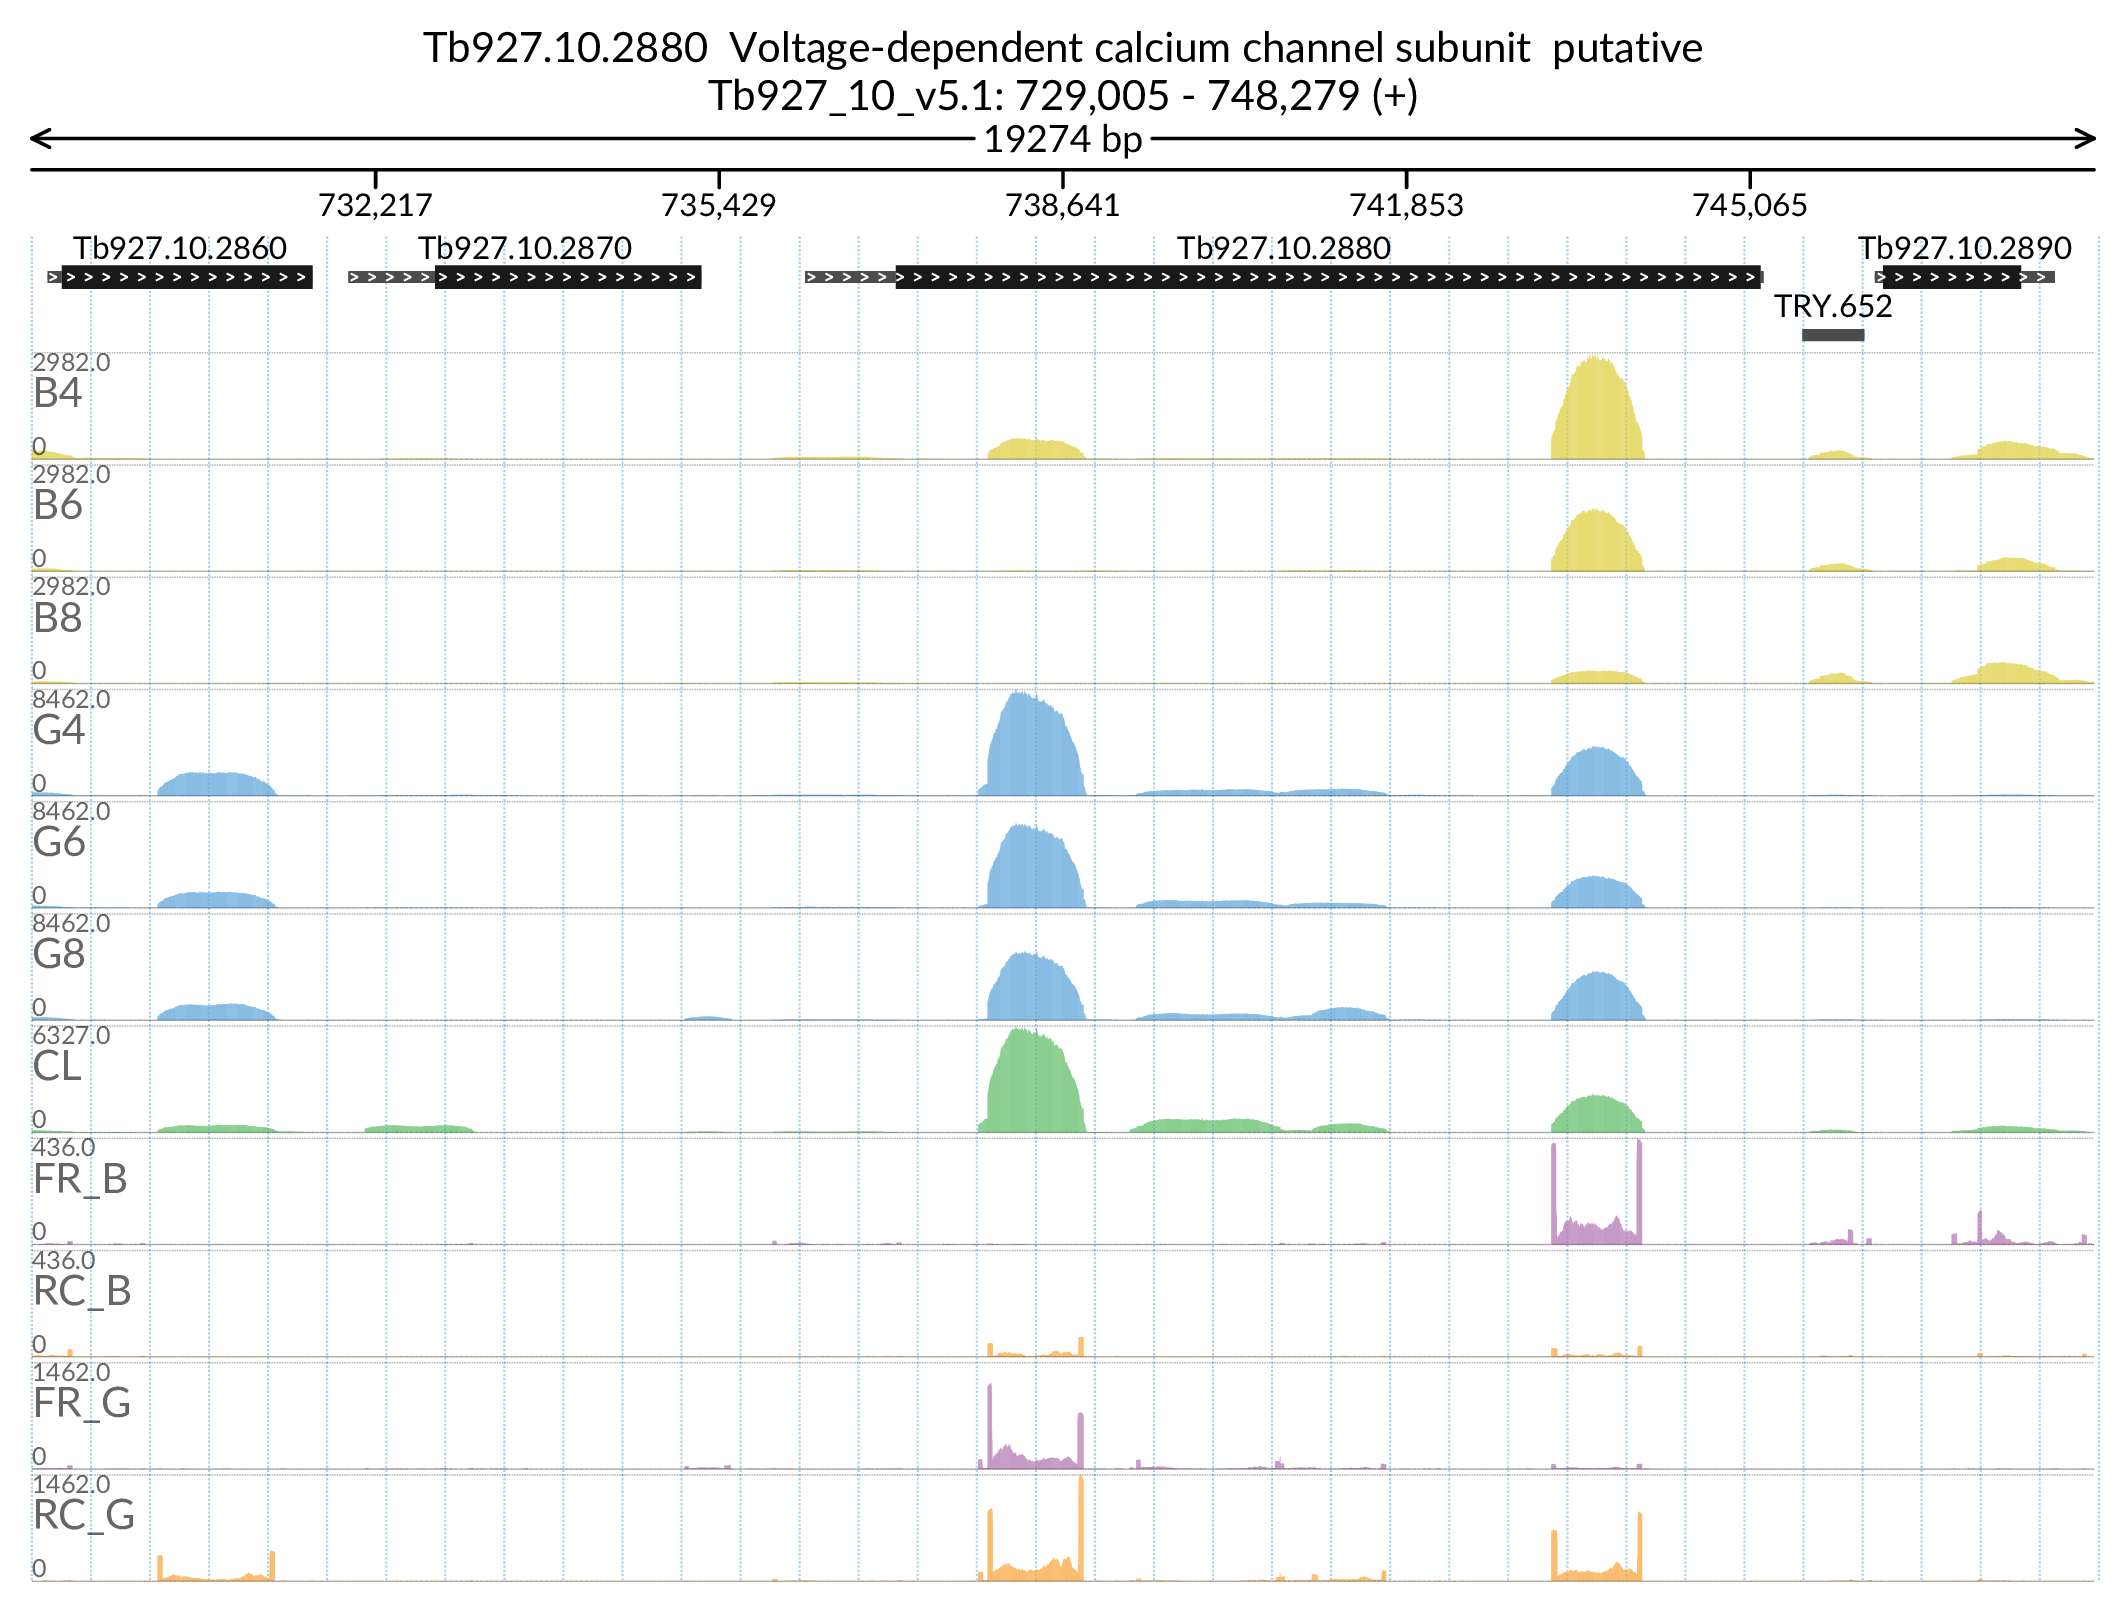 Tb927.10.2880  Voltage-dependent calcium channel subunit  putative
Tb927_10_v5.1: 729,005 - 748,279 (+)
19274 bp
732,217 735,429 738,641 741,853 745,065
Tb927.10.2860 Tb927.10.2870 Tb927.10.2880 Tb927.10.2890
TRY.652
2982.0
B4
0
2982.0
B6
0
2982.0
B8
0
8462.0
G4
0
8462.0
G6
0
8462.0
G8
0
6327.0
CL
0
436.0
FR_B
0
436.0
RC_B
0
1462.0
FR_G
0
1462.0
RC_G
0